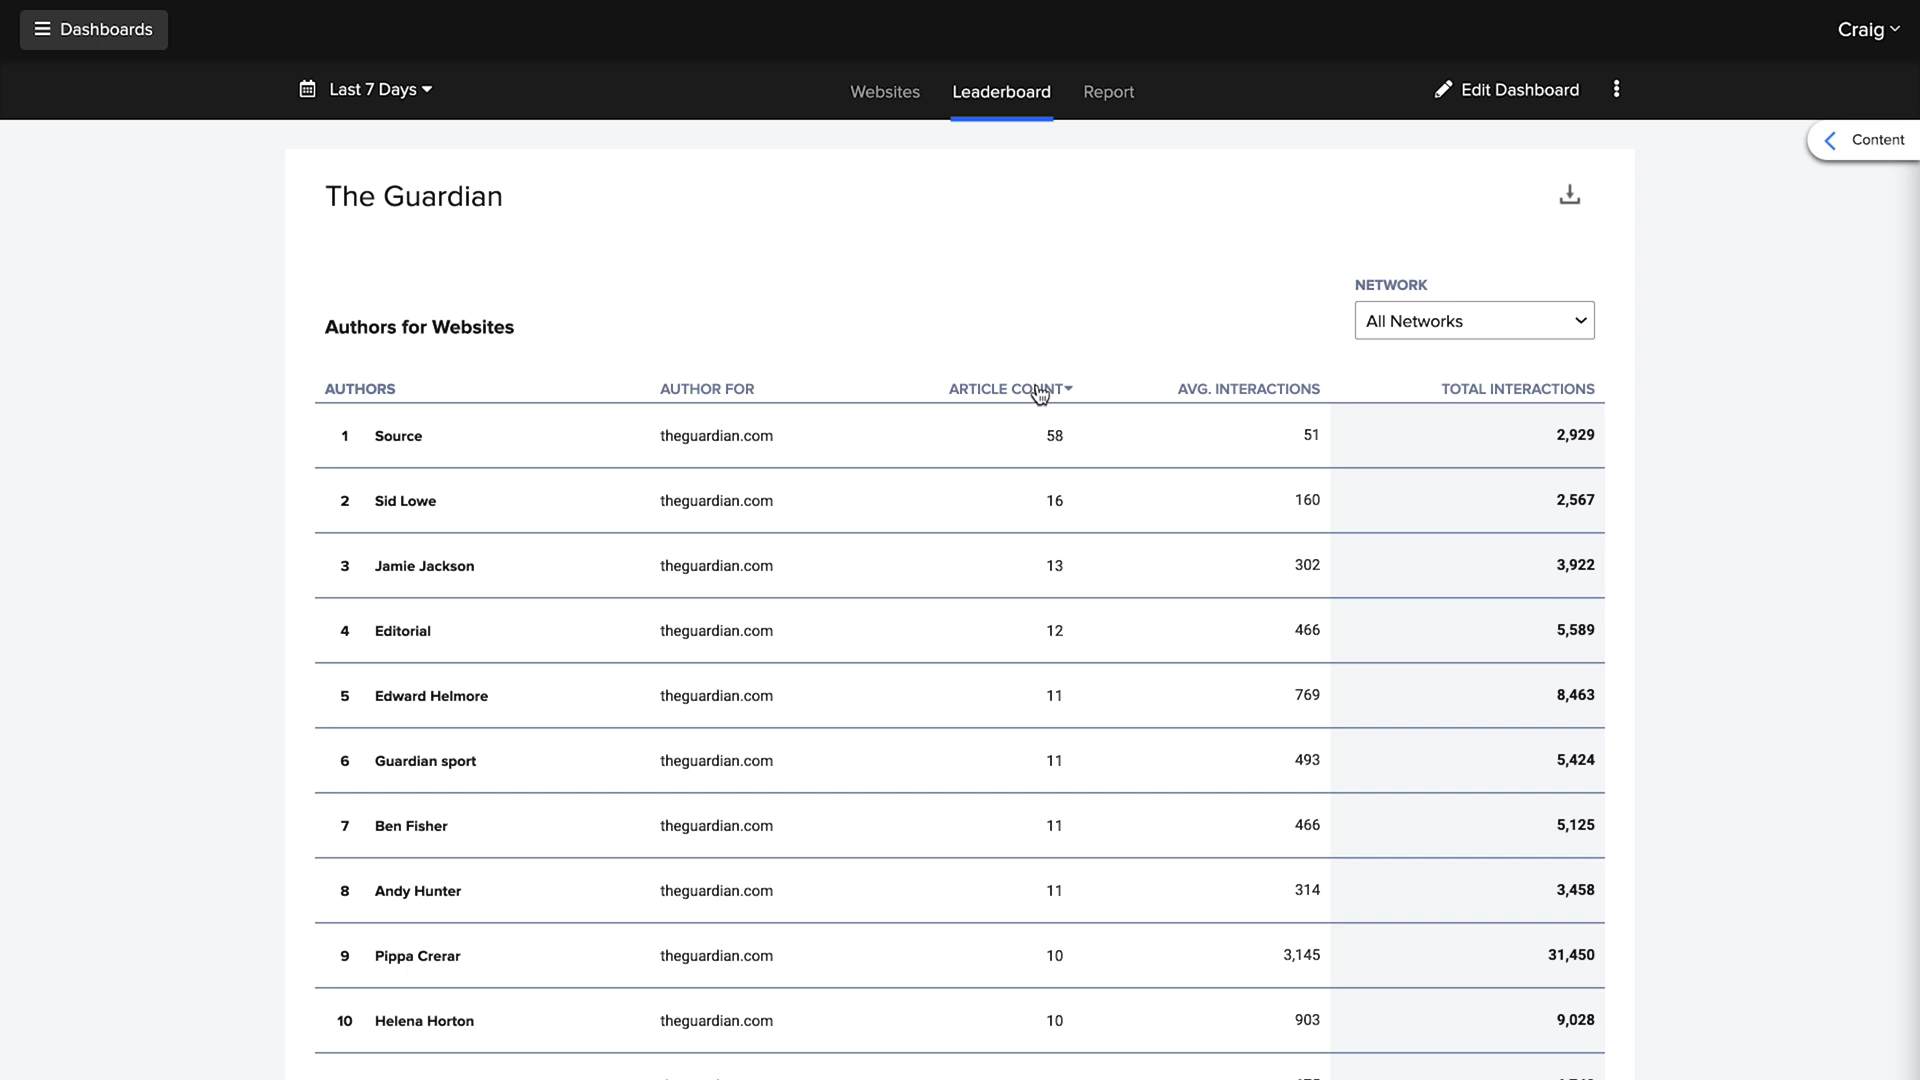 Dashboards
Craig
Last 7 Days
Websites
Leaderboard
Report
Edit Dashboard
Content
The Guardian
NETWORK
All Networks
Authors for Websites
AUTHORS AUTHOR FOR ARTICLE COUNT AVG. INTERACTIONS TOTAL INTERACTIONS
1 Source theguardian.com 58 51 2,929
2 Sid Lowe theguardian.com 16 160 2,567
3 Jamie Jackson theguardian.com 13 302 3,922
4 Editorial theguardian.com 12 466 5,589
5 Edward Helmore theguardian.com 11 769 8,463
6 Guardian sport theguardian.com 11 493 5,424
7 Ben Fisher theguardian.com 11 466 5,125
8 Andy Hunter theguardian.com 11 314 3,458
9 Pippa Crerar theguardian.com 10 3,145 31,450
10 Helena Horton theguardian.com 10 903 9,028